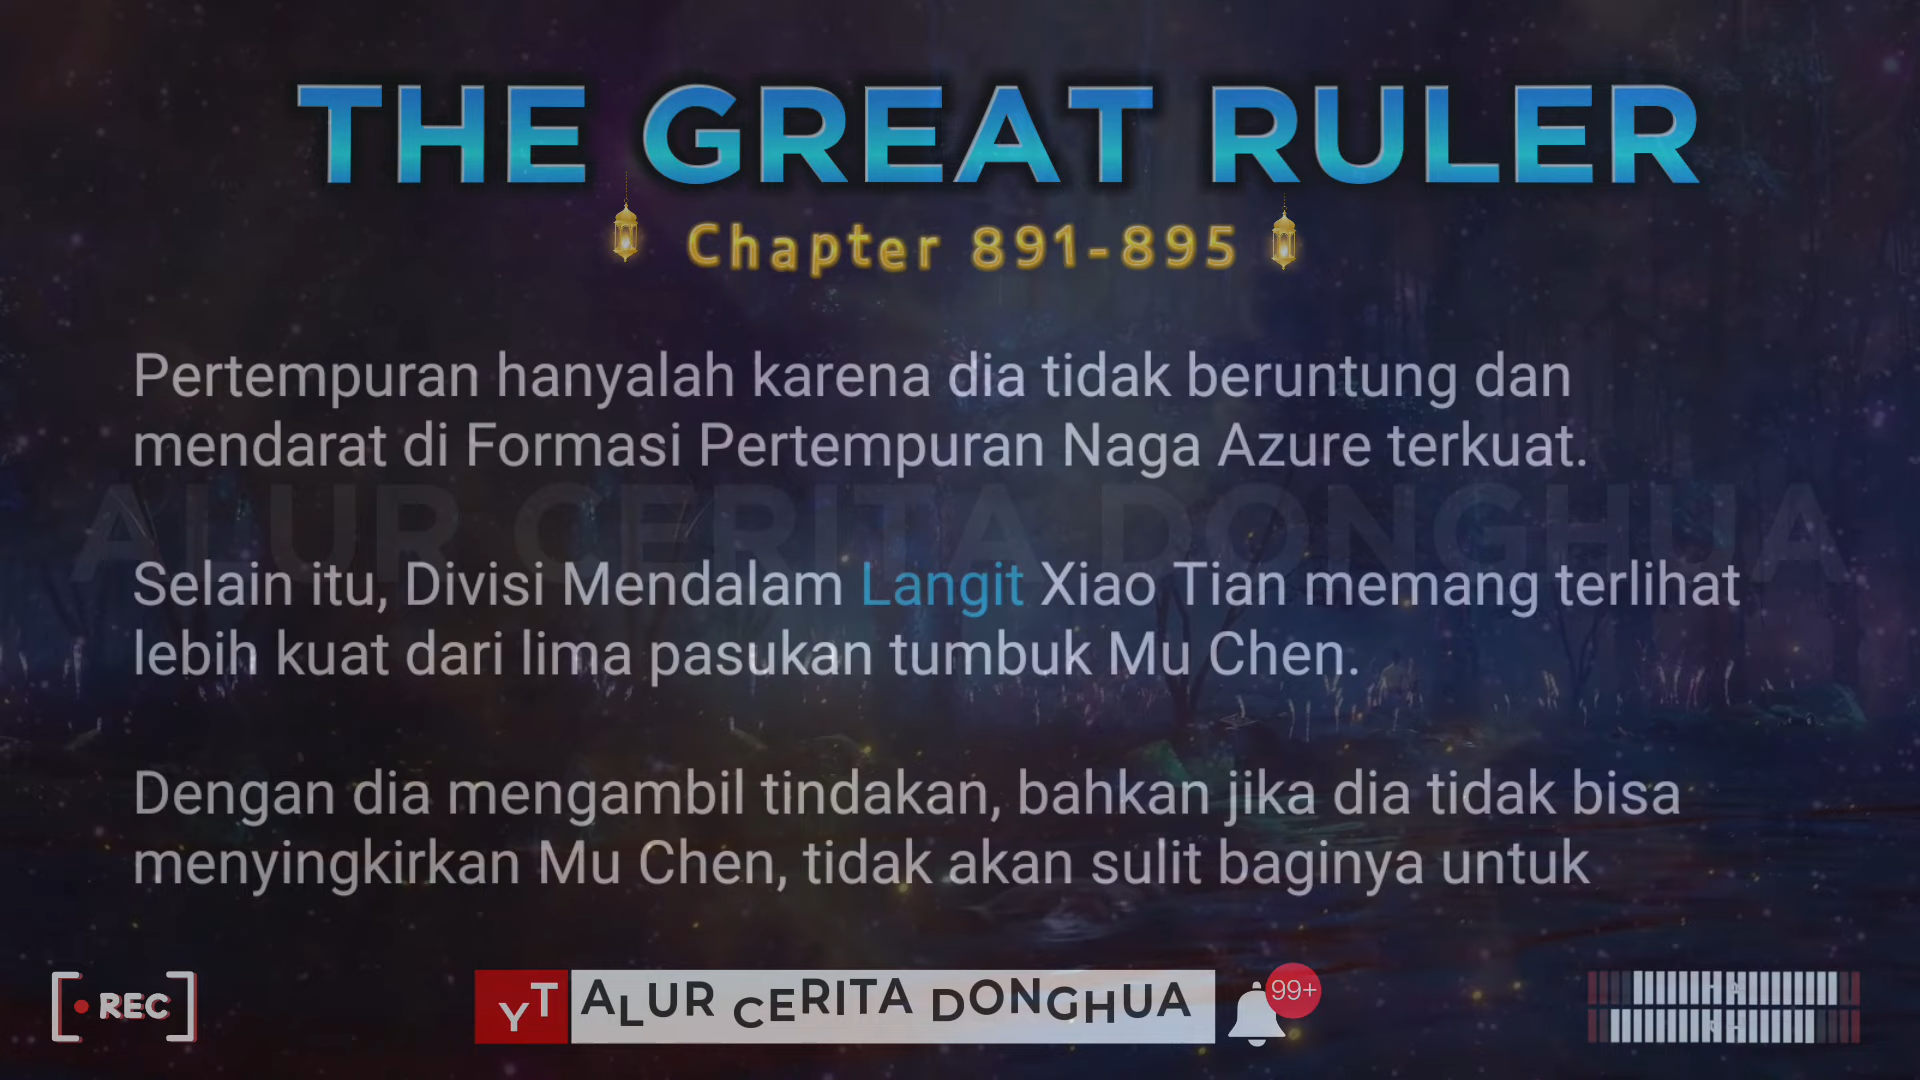 THE GREAT RULER
Chapter 891-895
Pertempuran hanyalah karena dia tidak beruntung dan
mendarat di Formasi Pertempuran Naga Azure terkuat.
ALUR CERITA DONGHUA
Selain itu, Divisi Mendalam Langit Xiao Tian memang terlihat
lebih kuat dari lima pasukan tumbuk Mu Chen.
Dengan dia mengambil tindakan, bahkan jika dia tidak bisa
menyingkirkan Mu Chen, tidak akan sulit baginya untuk
REC
YT ALUR CERITA DONGHUA
99+